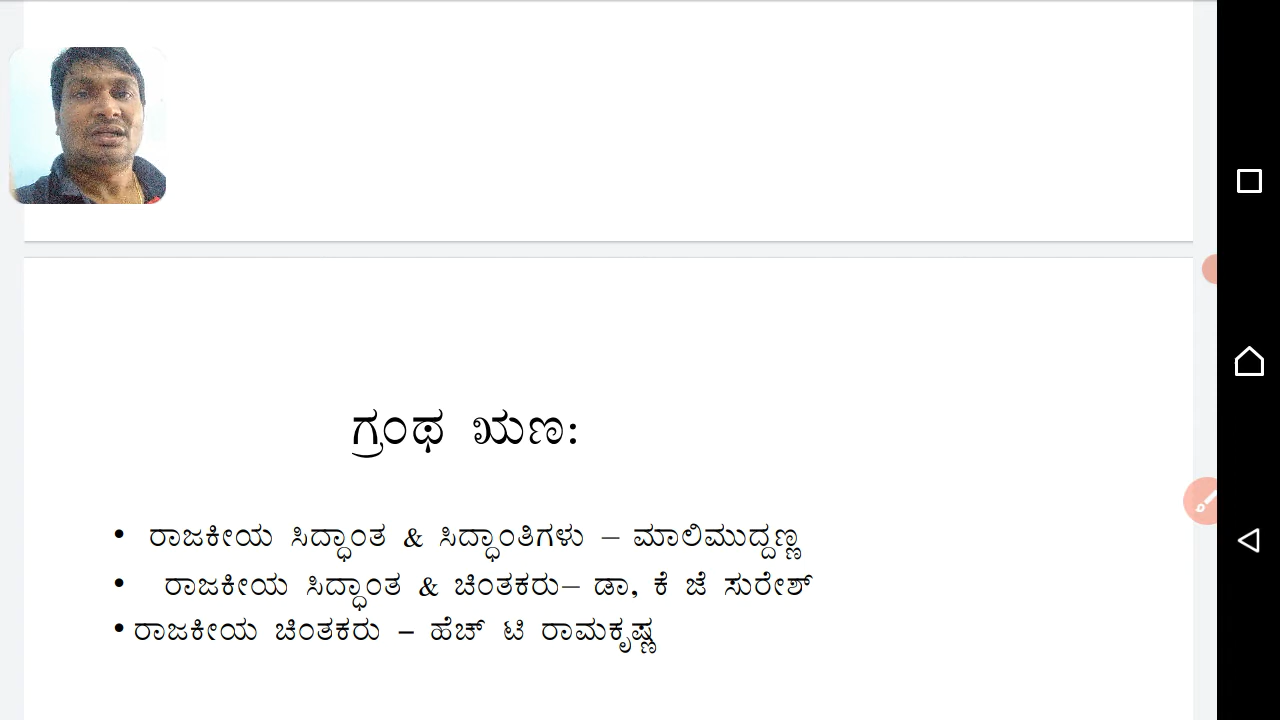 ಗ್ರಂಥ ಋಣ:
• ರಾಜಕೀಯ ಸಿದ್ಧಾಂತ & ಸಿದ್ಧಾಂತಿಗಳು – ಮಾಲಿಮುದ್ದಣ್ಣ
• ರಾಜಕೀಯ ಸಿದ್ಧಾಂತ & ಚಿಂತಕರು– ಡಾ, ಕೆ ಜೆ ಸುರೇಶ್
• ರಾಜಕೀಯ ಚಿಂತಕರು – ಹೆಚ್ ಟಿ ರಾಮಕೃಷ್ಣ